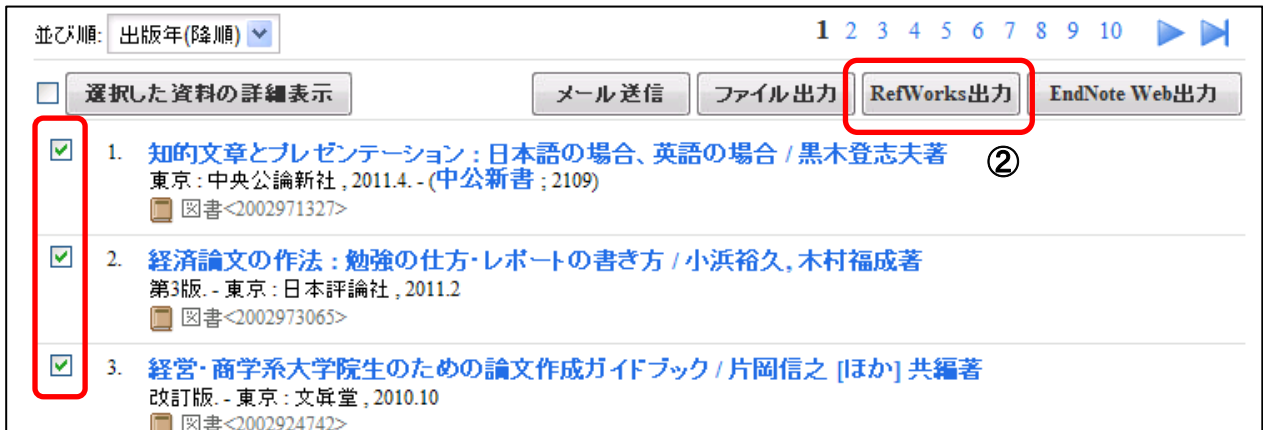 並び順: 出版年(降順) 1 2 3 4 5 6 7 8 9 10
選択した資料の詳細表示 メール送信 ファイル出力 RefWorks出力 EndNote Web出力
1. 知的文章とプレゼンテーション : 日本語の場合、英語の場合 / 黒木登志夫著 ②
東京 : 中央公論新社 , 2011.4. - (中公新書 ; 2109)
図書<2002971327>
2. 経済論文の作法 : 勉強の仕方・レポートの書き方 / 小浜裕久, 木村福成著
第3版. - 東京 : 日本評論社 , 2011.2
図書<2002973065>
3. 経営・商学系大学院生のための論文作成ガイドブック / 片岡信之 [ほか] 共編著
改訂版. - 東京 : 文眞堂 , 2010.10
図書<2002924742>